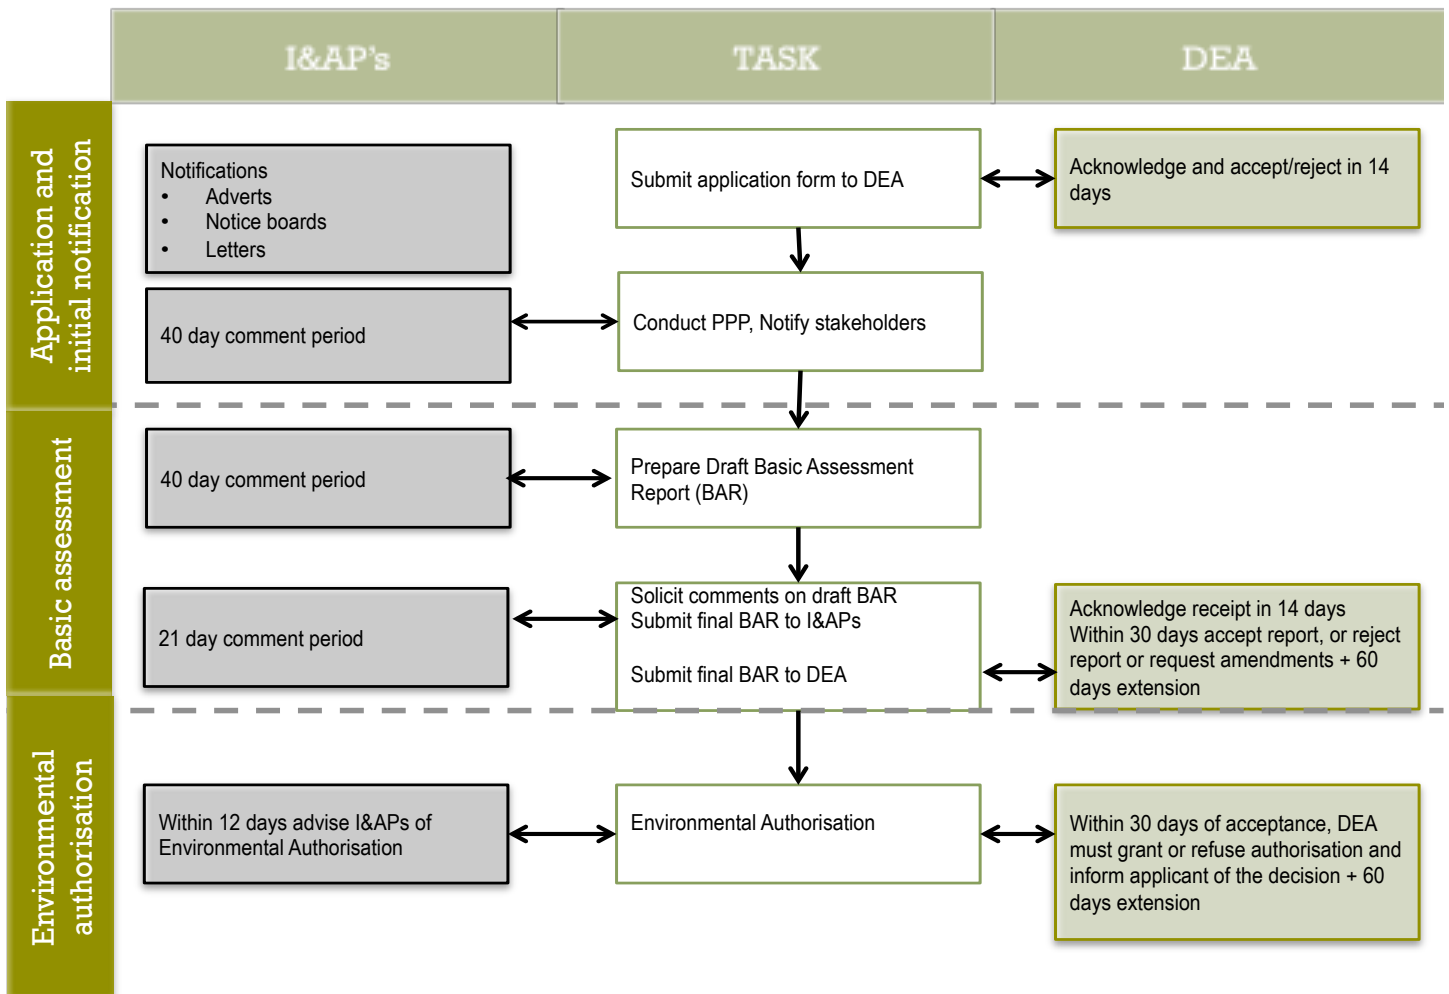 I&AP's
TASK
DEA
Application and
initial notification
Notifications
• Adverts
• Notice boards
• Letters
Submit application form to DEA
Acknowledge and accept/reject in 14
days
40 day comment period
Conduct PPP, Notify stakeholders
Basic assessment
40 day comment period
Prepare Draft Basic Assessment
Report (BAR)
21 day comment period
Solicit comments on draft BAR
Submit final BAR to I&APs
Submit final BAR to DEA
Acknowledge receipt in 14 days
Within 30 days accept report, or reject
report or request amendments + 60
days extension
Environmental
authorisation
Within 12 days advise I&APs of
Environmental Authorisation
Environmental Authorisation
Within 30 days of acceptance, DEA
must grant or refuse authorisation and
inform applicant of the decision + 60
days extension